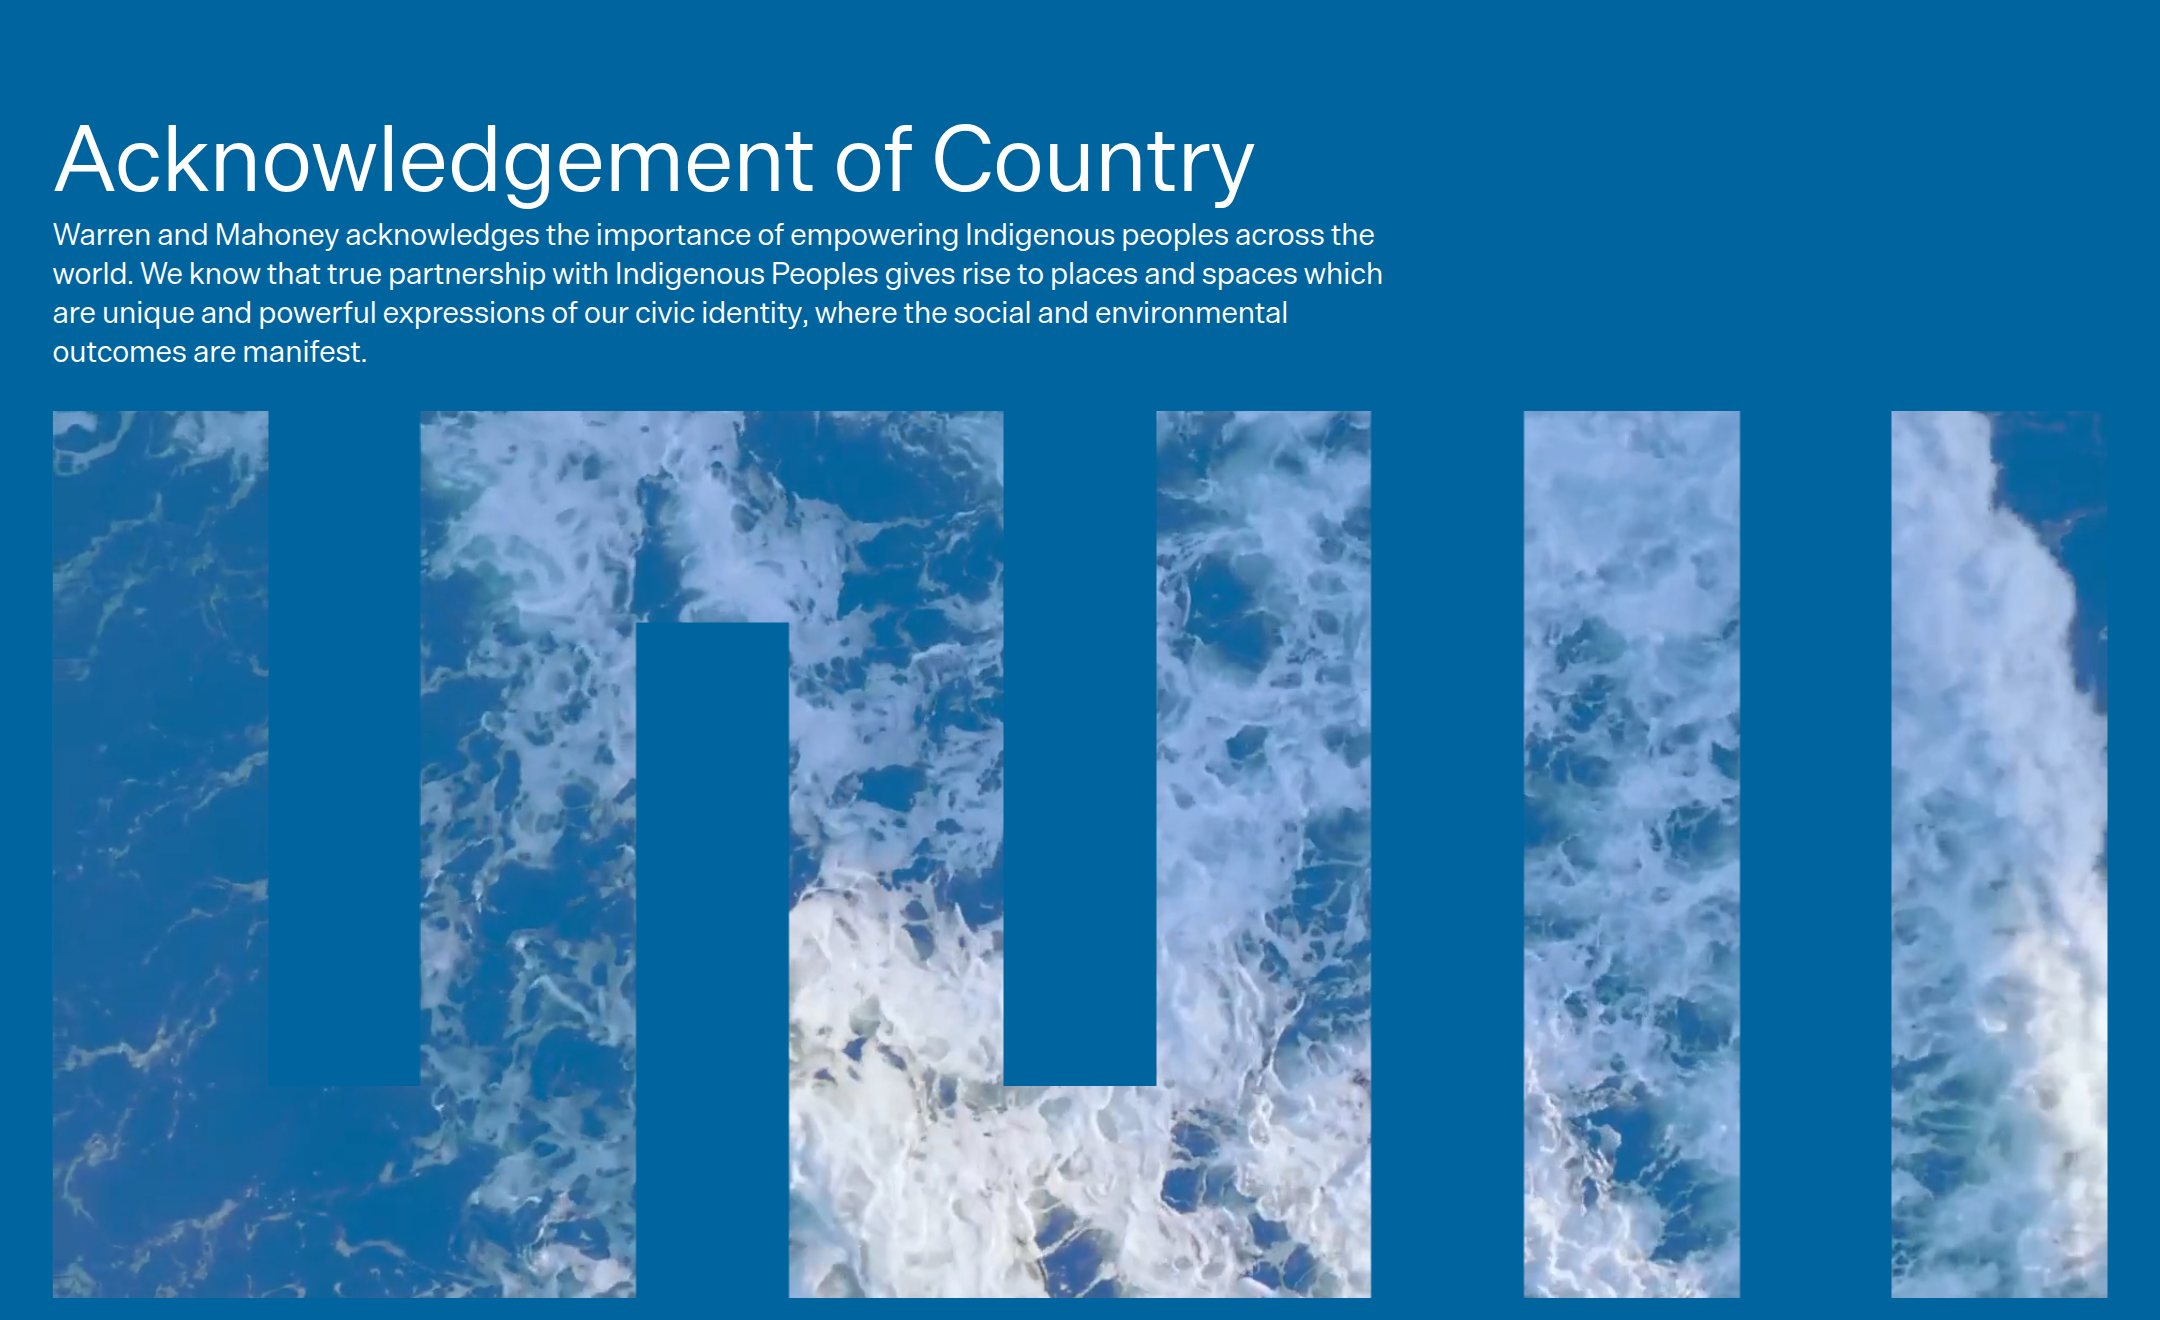 Acknowledgement of Country
Warren and Mahoney acknowledges the importance of empowering Indigenous peoples across the
world. We know that true partnership with Indigenous Peoples gives rise to places and spaces which
are unique and powerful expressions of our civic identity, where the social and environmental
outcomes are manifest.